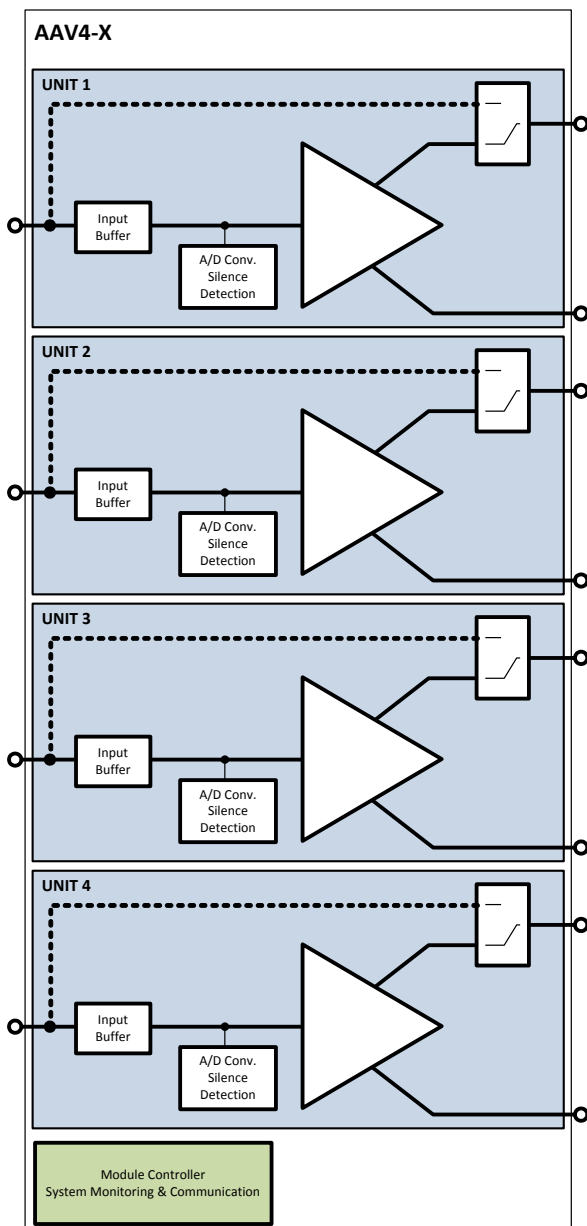 AAV4-X
UNIT 1
Input
Buffer
A/D Conv.
Silence
Detection
UNIT 2
Input
Buffer
A/D Conv.
Silence
Detection
UNIT 3
Input
Buffer
A/D Conv.
Silence
Detection
UNIT 4
Input
Buffer
A/D Conv.
Silence
Detection
Module Controller
System Monitoring & Communication